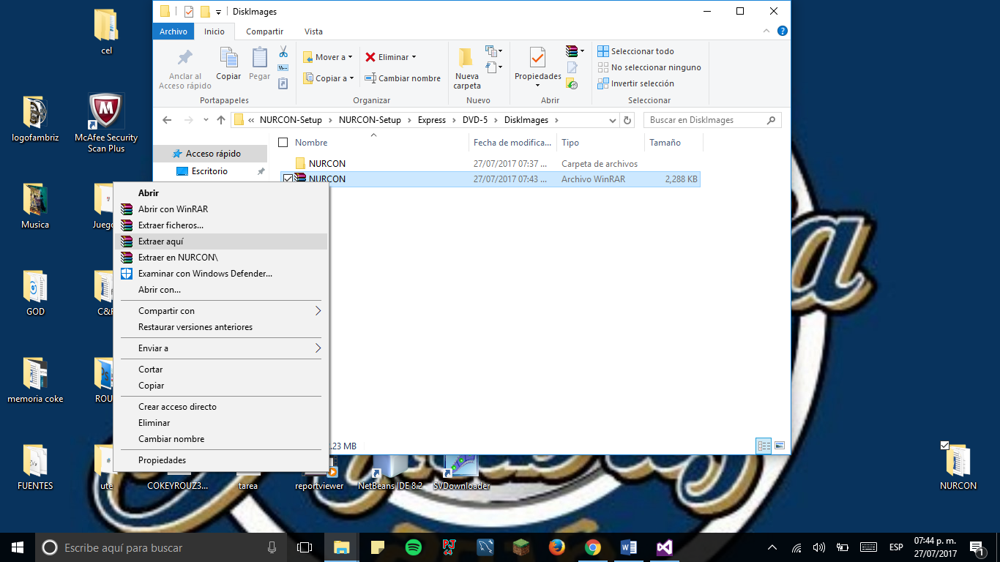 DiskImages
Archivo Inicio Compartir Vista
Anclar al Acceso rápido
Copiar
Pegar
Portapapeles
Mover a
Copiar a
Eliminar
Cambiar nombre
Organizar
Nueva carpeta
Nuevo
Propiedades
Abrir
Seleccionar todo
No seleccionar ninguno
Invertir selección
Seleccionar
« NURCON-Setup > NURCON-Setup > Express > DVD-5 > DiskImages >
Buscar en DiskImages
Nombre Fecha de modifica... Tipo Tamaño
Acceso rápido
Escritorio
NURCON 27/07/2017 07:37 ... Carpeta de archivos
NURCON 27/07/2017 07:43 ... Archivo WinRAR 2,288 KB
.23 MB
Abrir
Abrir con WinRAR
Extraer ficheros...
Extraer aquí
Extraer en NURCON\
Examinar con Windows Defender...
Abrir con...
Compartir con
Restaurar versiones anteriores
Enviar a
Cortar
Copiar
Crear acceso directo
Eliminar
Cambiar nombre
Propiedades
cel
logofambriz
McAfee Security Scan Plus
Musica
Juego
GOD
C&
memoria coke
ROU
FUENTES
ute
COKEYROUZ3...
tarea
reportviewer
NetBeans IDE 8.2
SVDownloader
NURCON
Escribe aquí para buscar
ESP
07:44 p. m.
27/07/2017
1